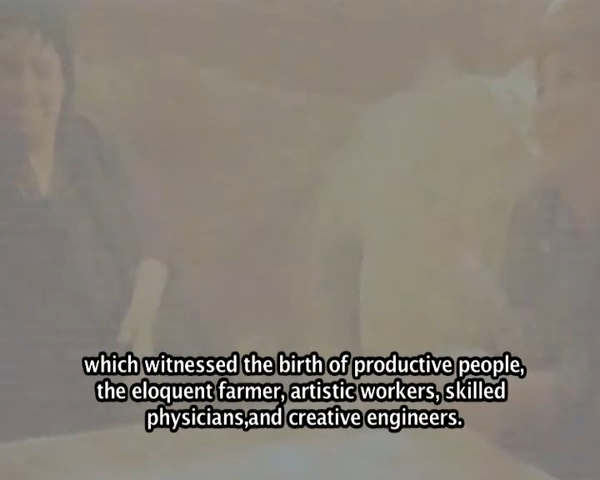 which witnessed the birth of productive people,
the eloquent farmer, artistic workers, skilled
physicians,and creative engineers.